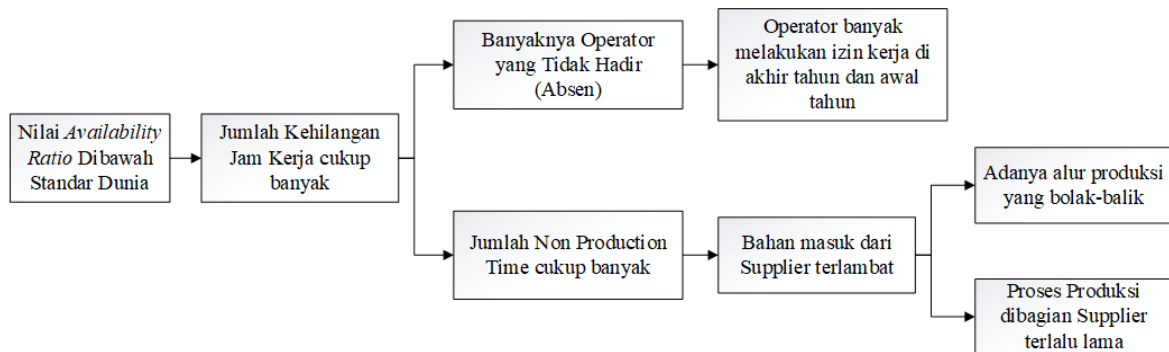 Nilai Availability
Ratio Dibawah
Standar Dunia
Jumlah Kehilangan
Jam Kerja cukup
banyak
Banyaknya Operator
yang Tidak Hadir
(Absen)
Operator banyak
melakukan izin kerja di
akhir tahun dan awal
tahun
Jumlah Non Production
Time cukup banyak
Bahan masuk dari
Supplier terlambat
Adanya alur produksi
yang bolak-balik
Proses Produksi
dibagian Supplier
terlalu lama